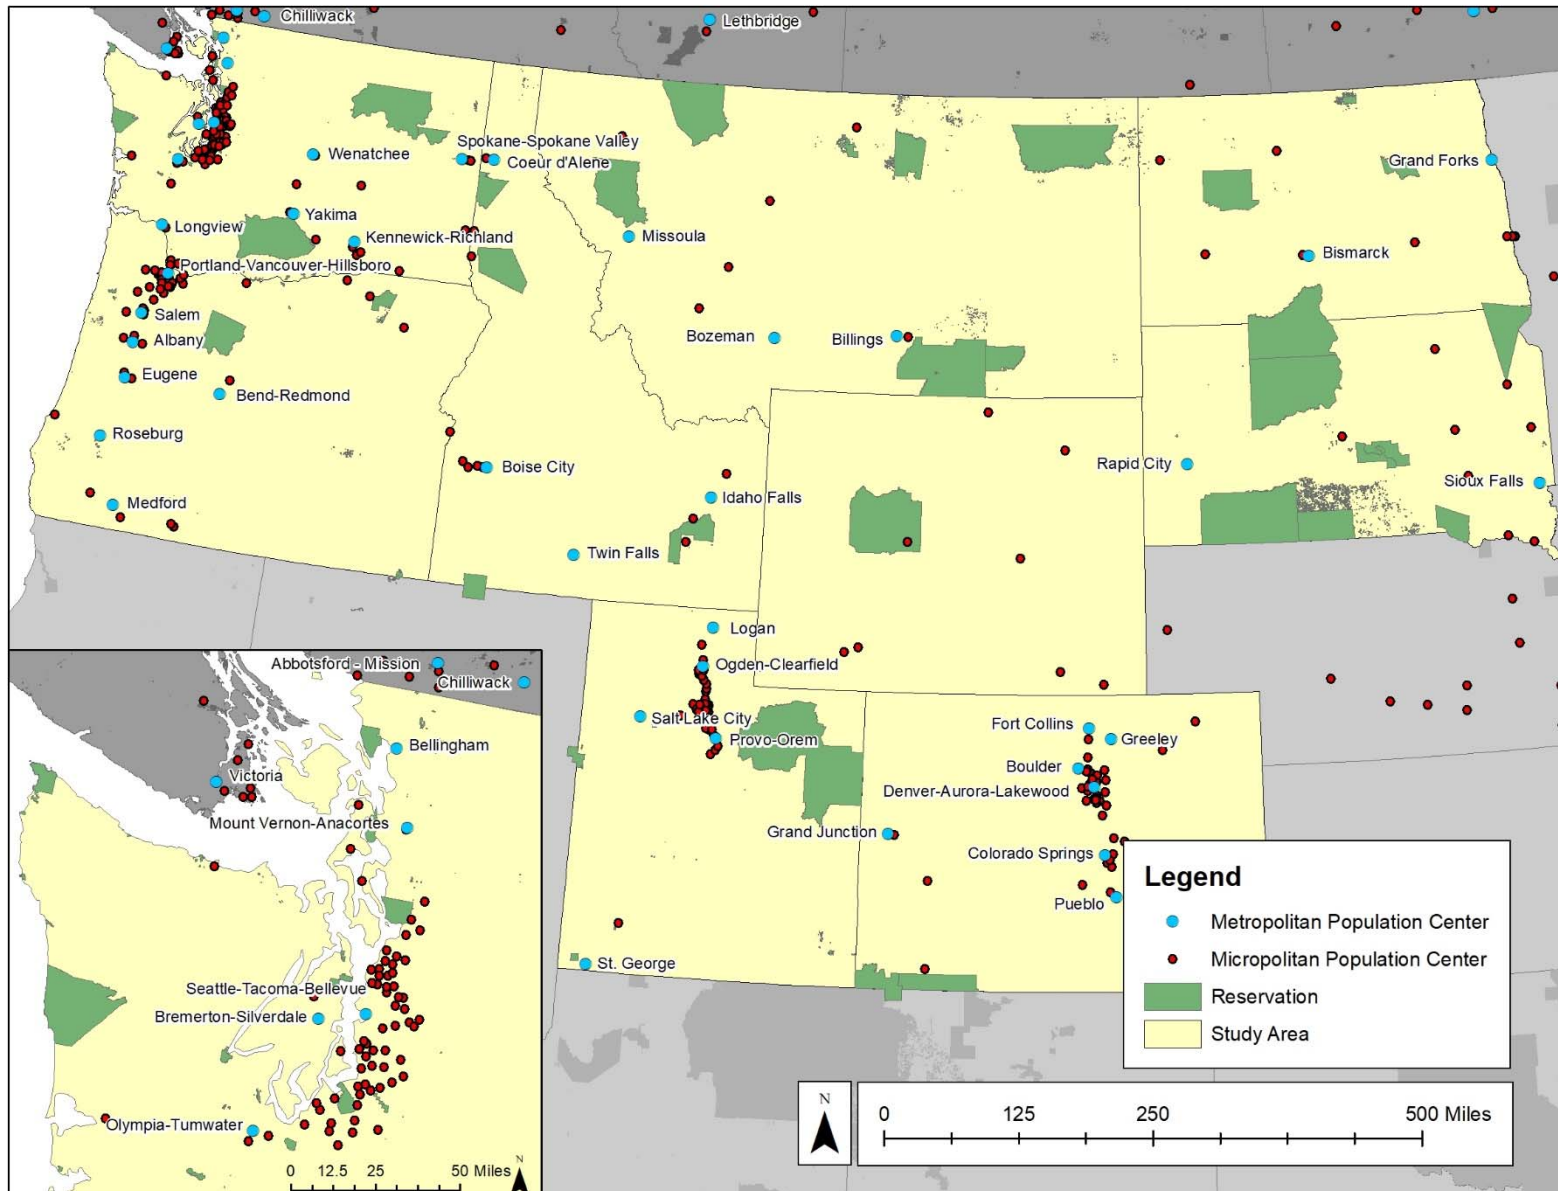 Chilliwack
Lethbridge
Spokane-Spokane Valley
Wenatchee
Coeur d'Alene
Grand Forks
Yakima
Longview
Kennewick-Richland
Missoula
Bismarck
Portland-Vancouver-Hillsboro
Salem
Albany
Bozeman
Billings
Eugene
Bend-Redmond
Roseburg
Boise City
Rapid City
Sioux Falls
Medford
Idaho Falls
Twin Falls
Logan
Ogden-Clearfield
Salt Lake City
Provo-Orem
Fort Collins
Greeley
Boulder
Denver-Aurora-Lakewood
Grand Junction
Colorado Springs
Pueblo
St. George
Abbotsford - Mission
Chilliwack
Bellingham
Victoria
Mount Vernon-Anacortes
Seattle-Tacoma-Bellevue
Bremerton-Silverdale
Olympia-Tumwater
0 12.5 25 50 Miles
N
Legend
Metropolitan Population Center
Micropolitan Population Center
Reservation
Study Area
N
0 125 250 500 Miles